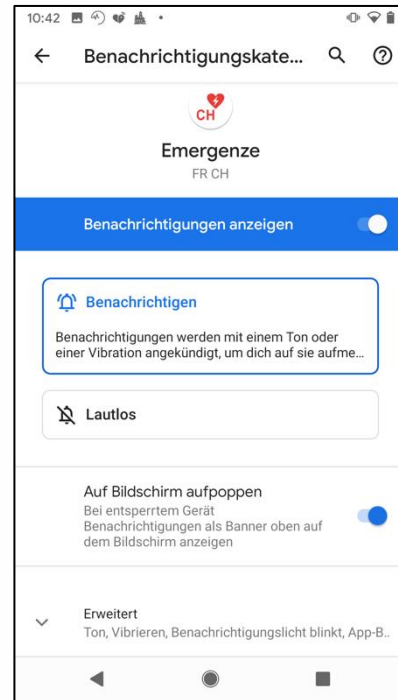 10:42
Benachrichtigungskate...
CH
Emergenze
FR CH
Benachrichtigungen anzeigen
Benachrichtigen
Benachrichtigungen werden mit einem Ton oder
einer Vibration angekündigt, um dich auf sie aufme...
Lautlos
Auf Bildschirm aufpoppen
Bei entsperrtem Gerät
Benachrichtigungen als Banner oben auf
dem Bildschirm anzeigen
Erweitert
Ton, Vibrieren, Benachrichtigungslicht blinkt, App-B..